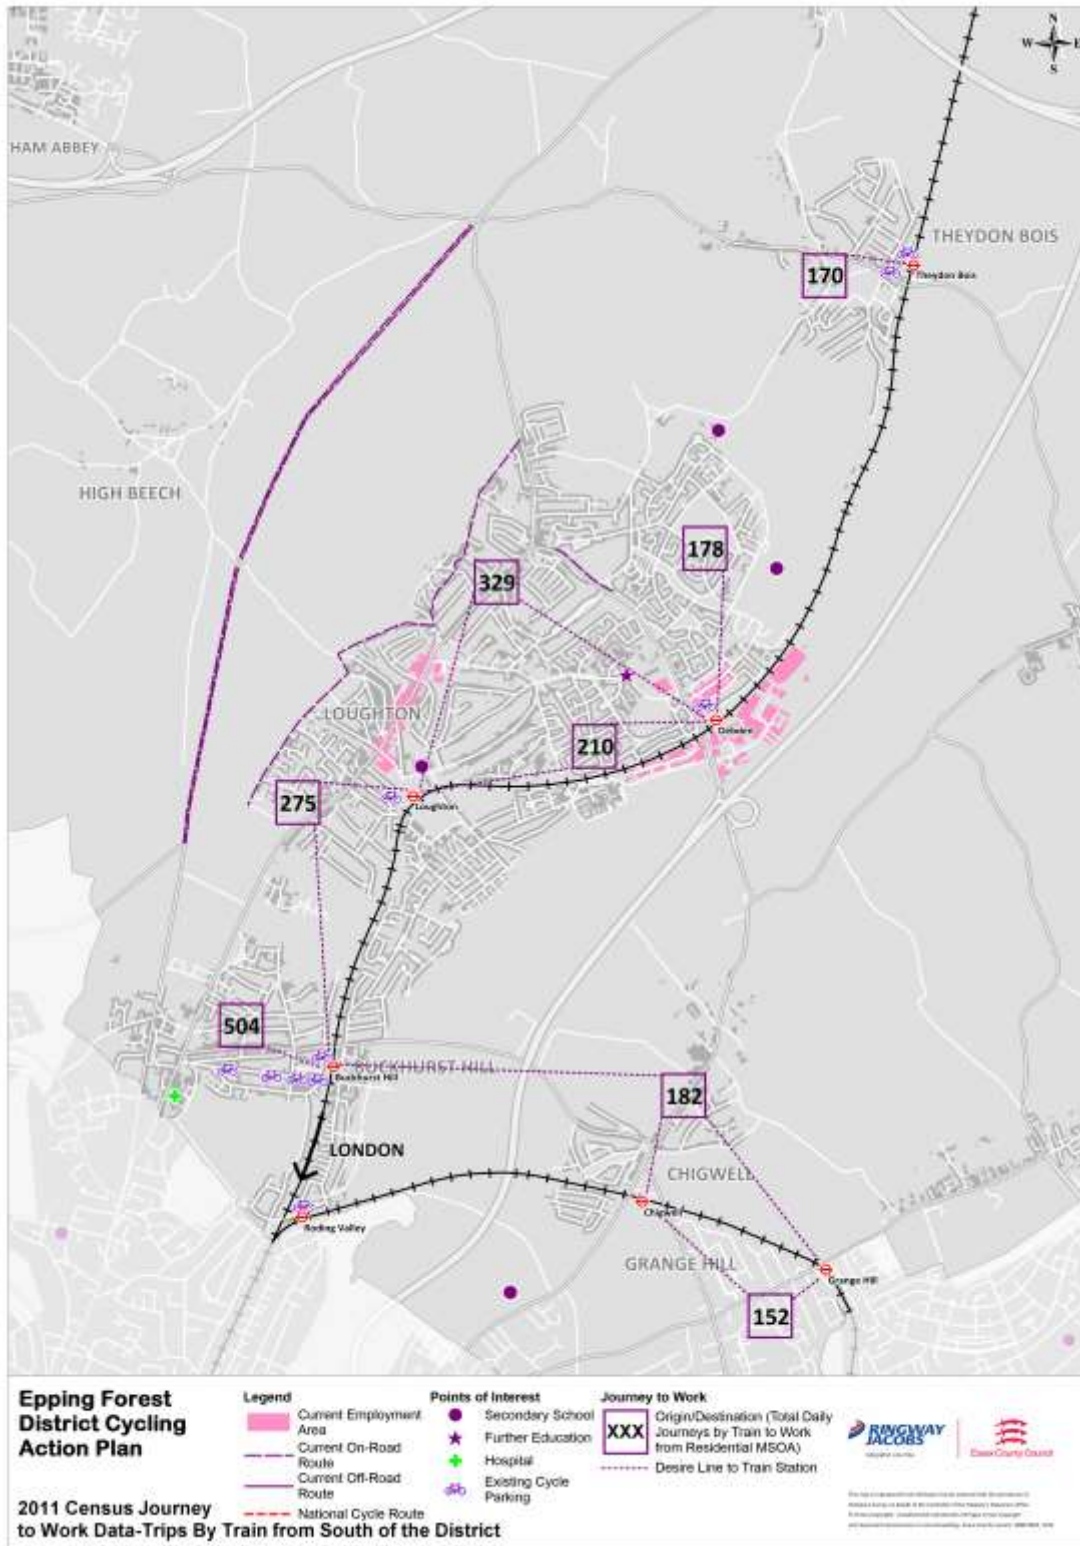 N
W
E
S
HAM ABBEY
THEYDON BOIS
170
Theydon Bois
HIGH BEECH
178
329
LOUGHTON
210
Debden
275
Loughton
504
BUCKHURST HILL
Buckhurst Hill
182
LONDON
CHIGWELL
Chigwell
Roding Valley
GRANGE HILL
Grange Hill
152
Epping Forest
District Cycling
Action Plan
2011 Census Journey
to Work Data-Trips By Train from South of the District
Legend
Current Employment
Area
Current On-Road
Route
Current Off-Road
Route
National Cycle Route
Points of Interest
Secondary School
Further Education
Hospital
Existing Cycle
Parking
Journey to Work
XXX
Origin/Destination (Total Daily
Journeys by Train to Work
from Residential MSOA)
Desire Line to Train Station
RINGWAY
JACOBS
Essex County Council